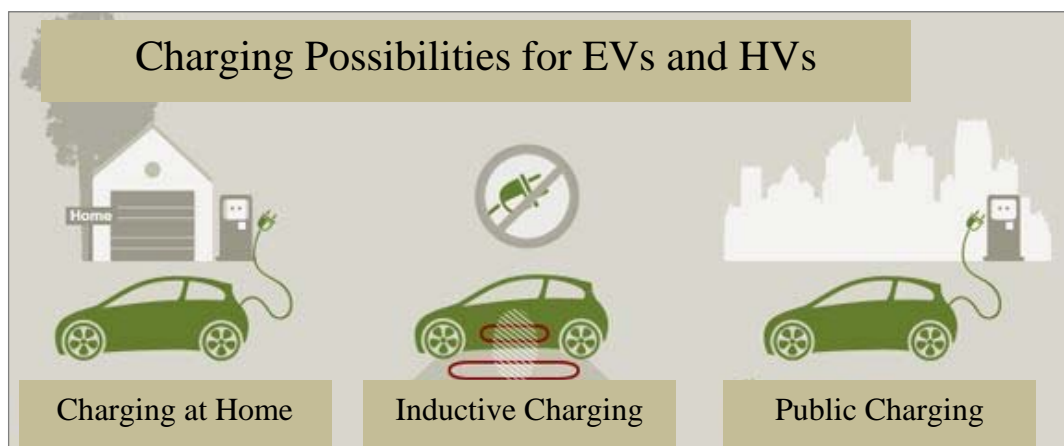 Charging Possibilities for EVs and HVs
Home
Charging at Home
Inductive Charging
Public Charging